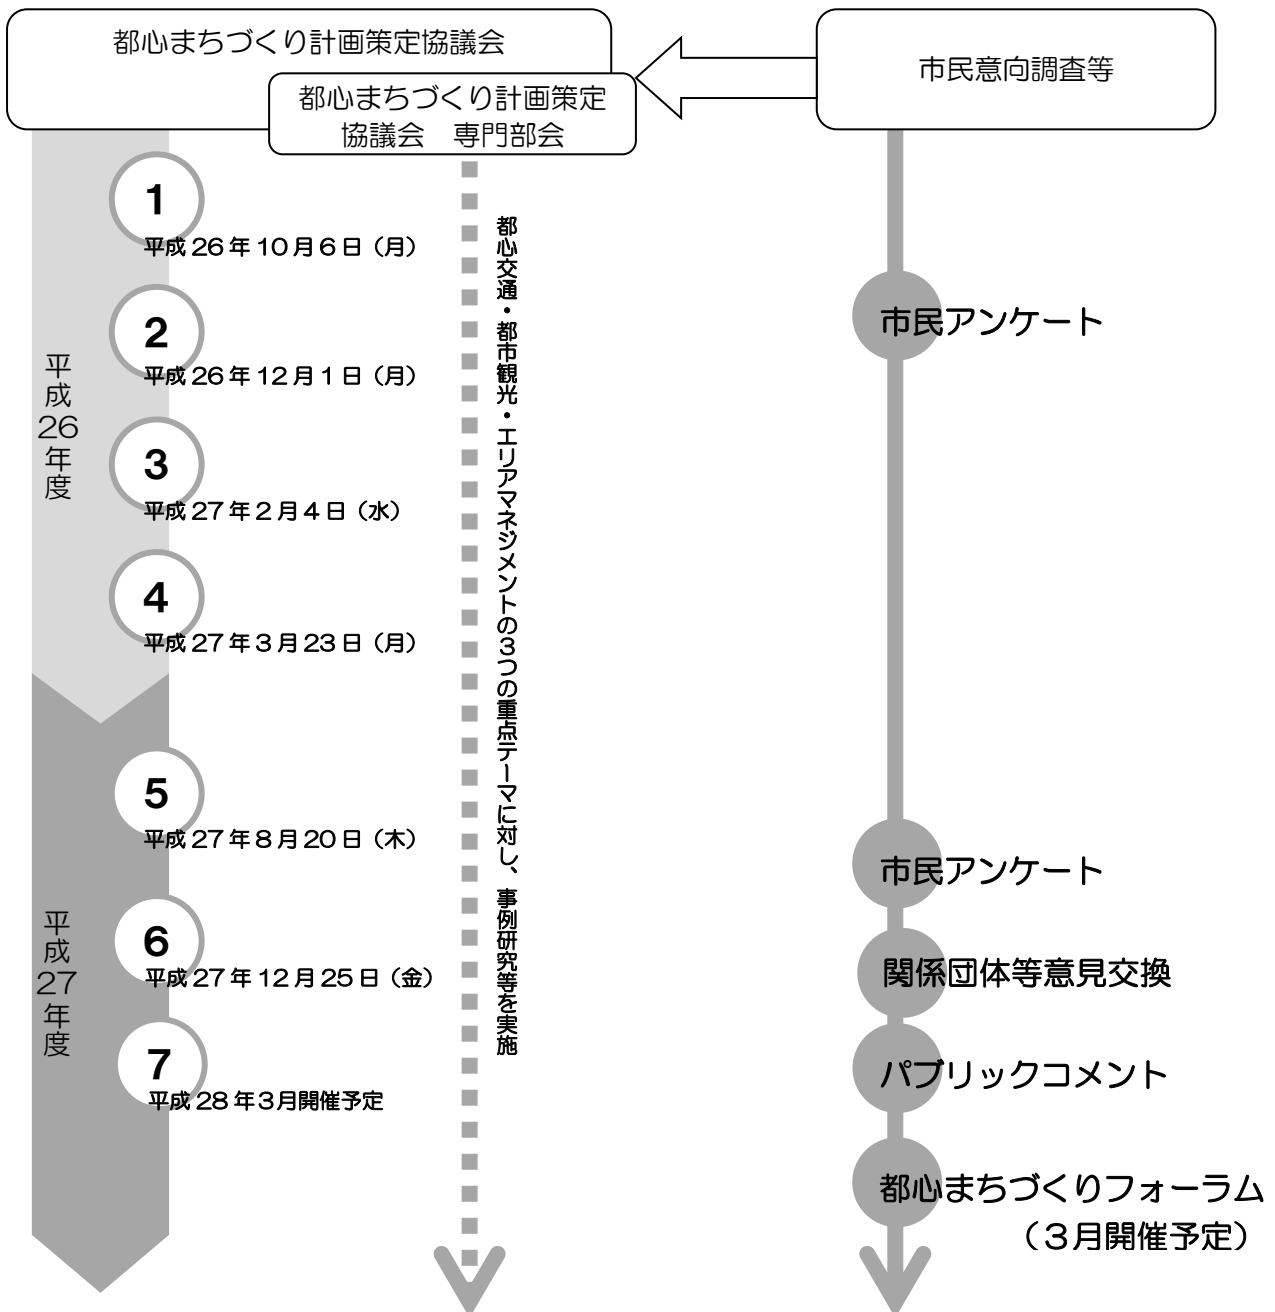 都心まちづくり計画策定協議会
都心まちづくり計画策定
協議会　専門部会
市民意向調査等
平成26年度
1
平成26年10月6日（月）
2
平成26年12月1日（月）
3
平成27年2月4日（水）
4
平成27年3月23日（月）
平成27年度
5
平成27年8月20日（木）
6
平成27年12月25日（金）
7
平成28年3月開催予定
都心交通・都市観光・エリアマネジメントの3つの重点テーマに対し、事例研究等を実施
市民アンケート
市民アンケート
関係団体等意見交換
パブリックコメント
都心まちづくりフォーラム
（３月開催予定）